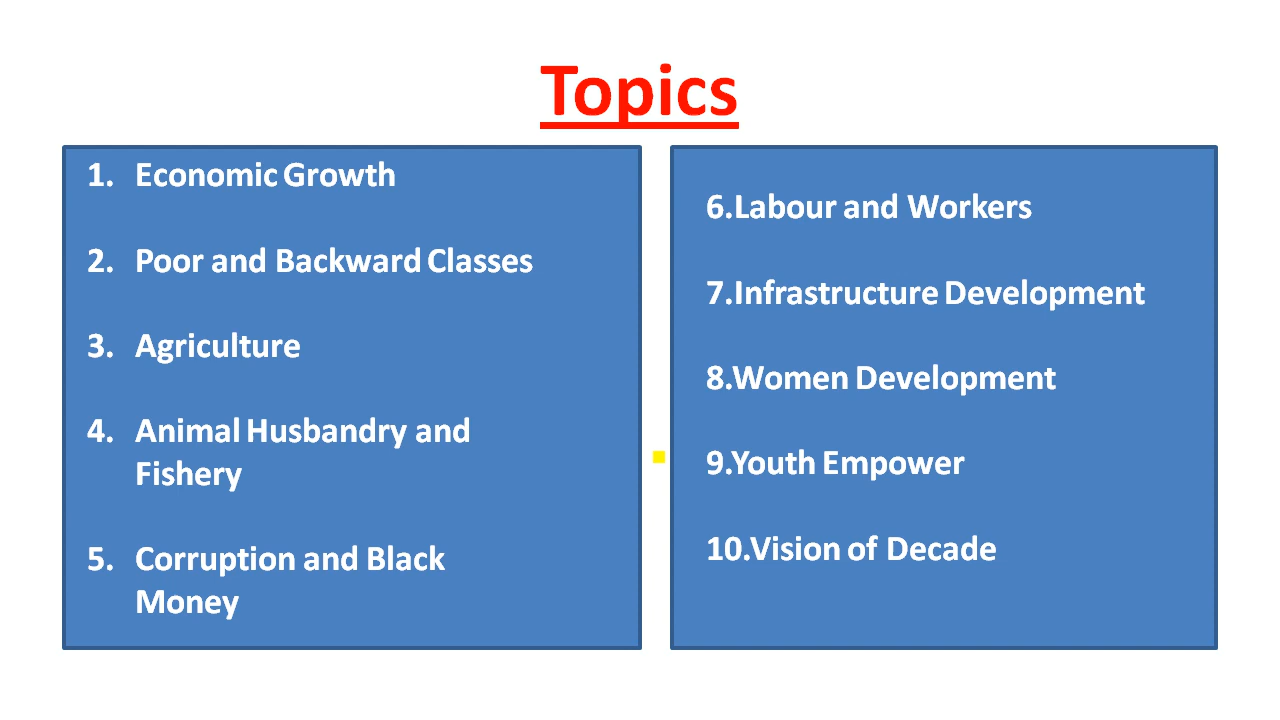 Topics
1. Economic Growth
2. Poor and Backward Classes
3. Agriculture
4. Animal Husbandry and
Fishery
5. Corruption and Black
Money
6.Labour and Workers
7.Infrastructure Development
8.Women Development
9.Youth Empower
10.Vision of Decade